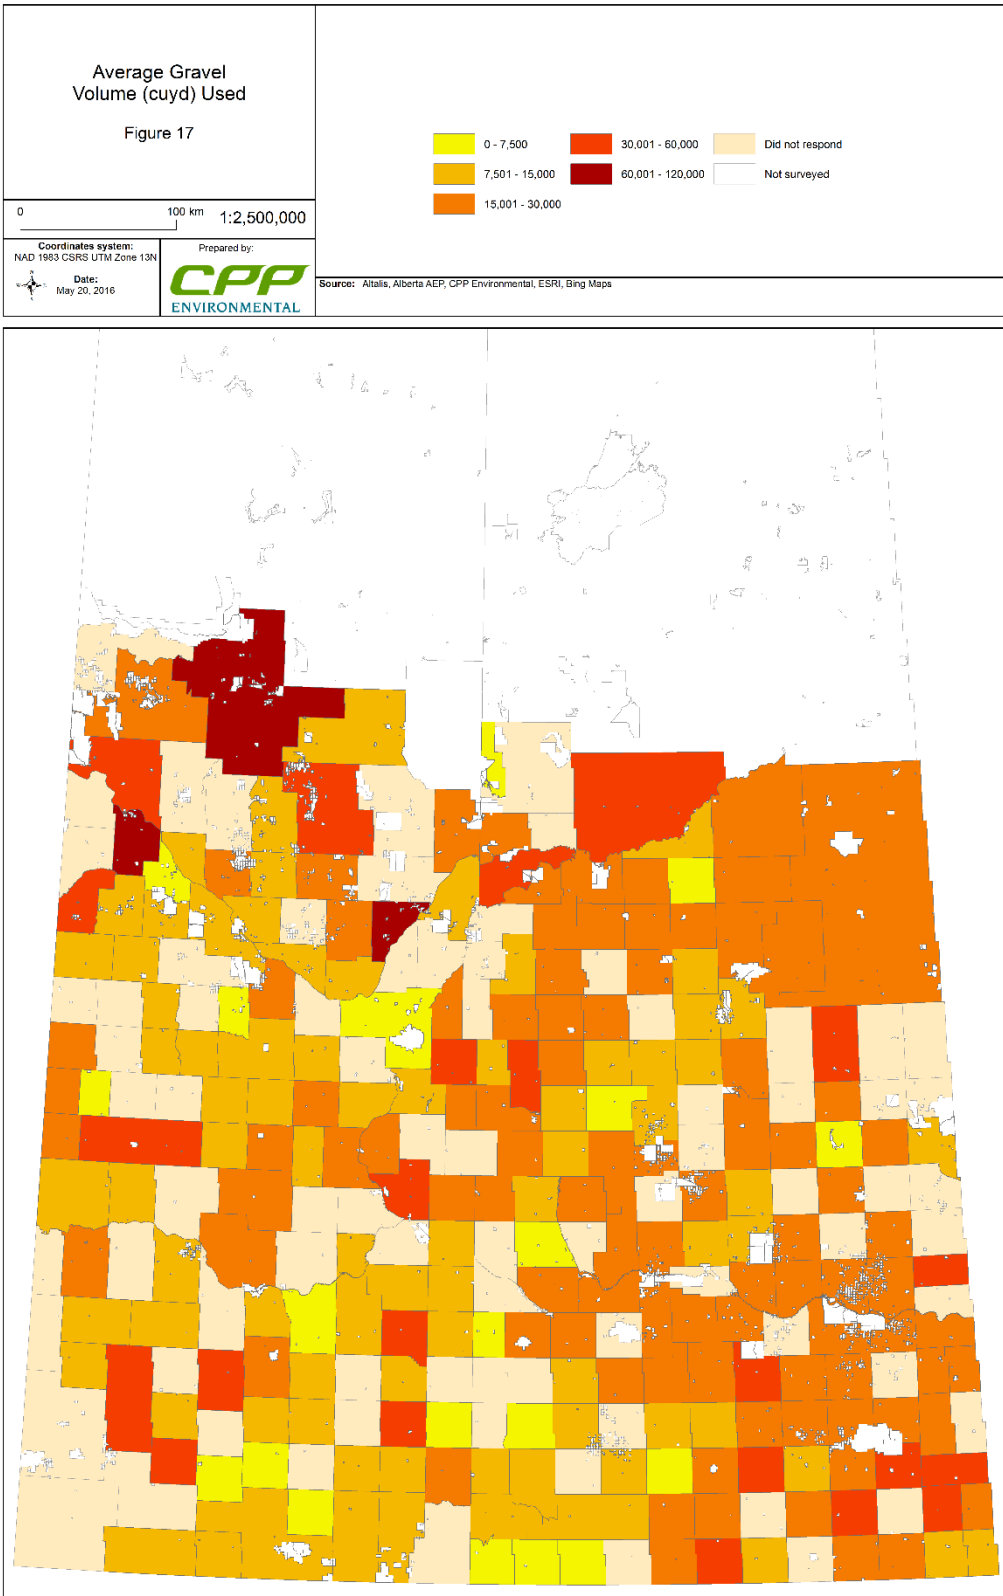 Average Gravel
Volume (cuyd) Used
Figure 17
0 100 km 1:2,500,000
Coordinates system:
NAD 1983 CSRS UTM Zone 13N
Date:
May 20, 2016
Prepared by:
CPP
ENVIRONMENTAL
0 - 7,500
7,501 - 15,000
15,001 - 30,000
30,001 - 60,000
60,001 - 120,000
Did not respond
Not surveyed
Source: Altalis, Alberta AEP, CPP Environmental, ESRI, Bing Maps